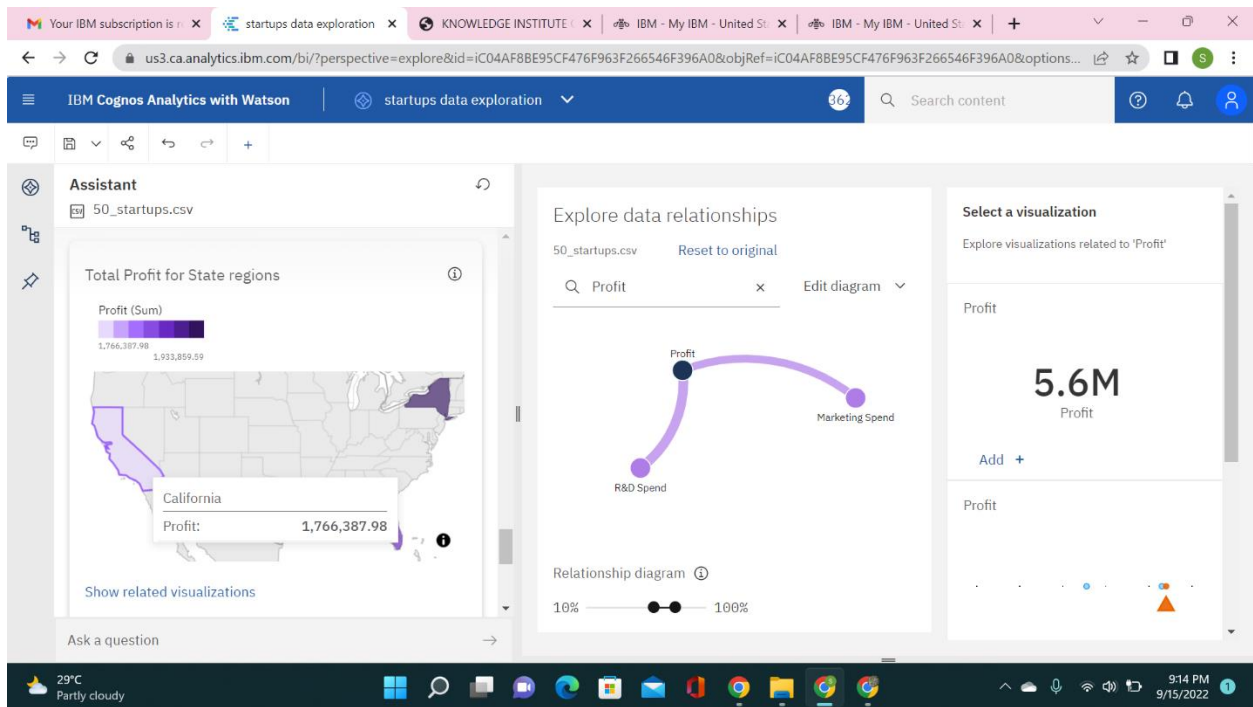 Your IBM subscription is r
startups data exploration
KNOWLEDGE INSTITUTE
IBM - My IBM - United St
IBM - My IBM - United St
us3.ca.analytics.ibm.com/bi/?perspective=explore&id=iC04AF8BE95CF476F963F266546F396A0&objRef=iC04AF8BE95CF476F963F266546F396A0&options...
S
IBM Cognos Analytics with Watson
startups data exploration
362
Search content
Assistant
csv 50_startups.csv
Total Profit for State regions
Profit (Sum)
1,766,387.98
1,933,859.59
California
Profit: 1,766,387.98
Show related visualizations
Ask a question
Explore data relationships
50_startups.csv Reset to original
Profit
Edit diagram
Profit
Marketing Spend
R&D Spend
Relationship diagram
10% 100%
Select a visualization
Explore visualizations related to 'Profit'
Profit
5.6M
Profit
Add +
Profit
29°C
Partly cloudy
9:14 PM
9/15/2022
1